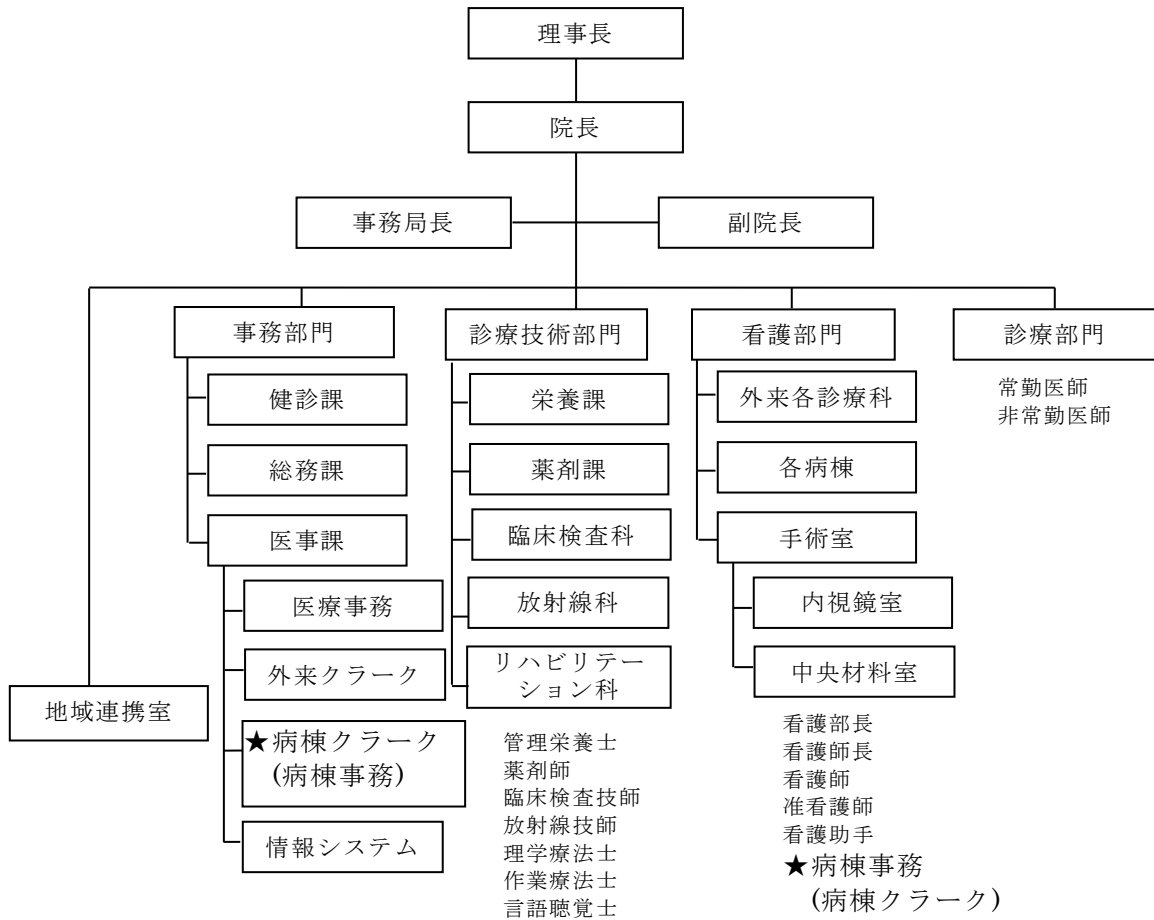 理事長
院長
事務局長
副院長
事務部門
診療技術部門
看護部門
診療部門
健診課
総務課
医事課
医療事務
外来クラーク
★病棟クラーク
(病棟事務)
情報システム
地域連携室
栄養課
薬剤課
臨床検査科
放射線科
リハビリテー
ション科
管理栄養士
薬剤師
臨床検査技師
放射線技師
理学療法士
作業療法士
言語聴覚士
外来各診療科
各病棟
手術室
内視鏡室
中央材料室
看護部長
看護師長
看護師
准看護師
看護助手
★病棟事務
(病棟クラーク)
常勤医師
非常勤医師